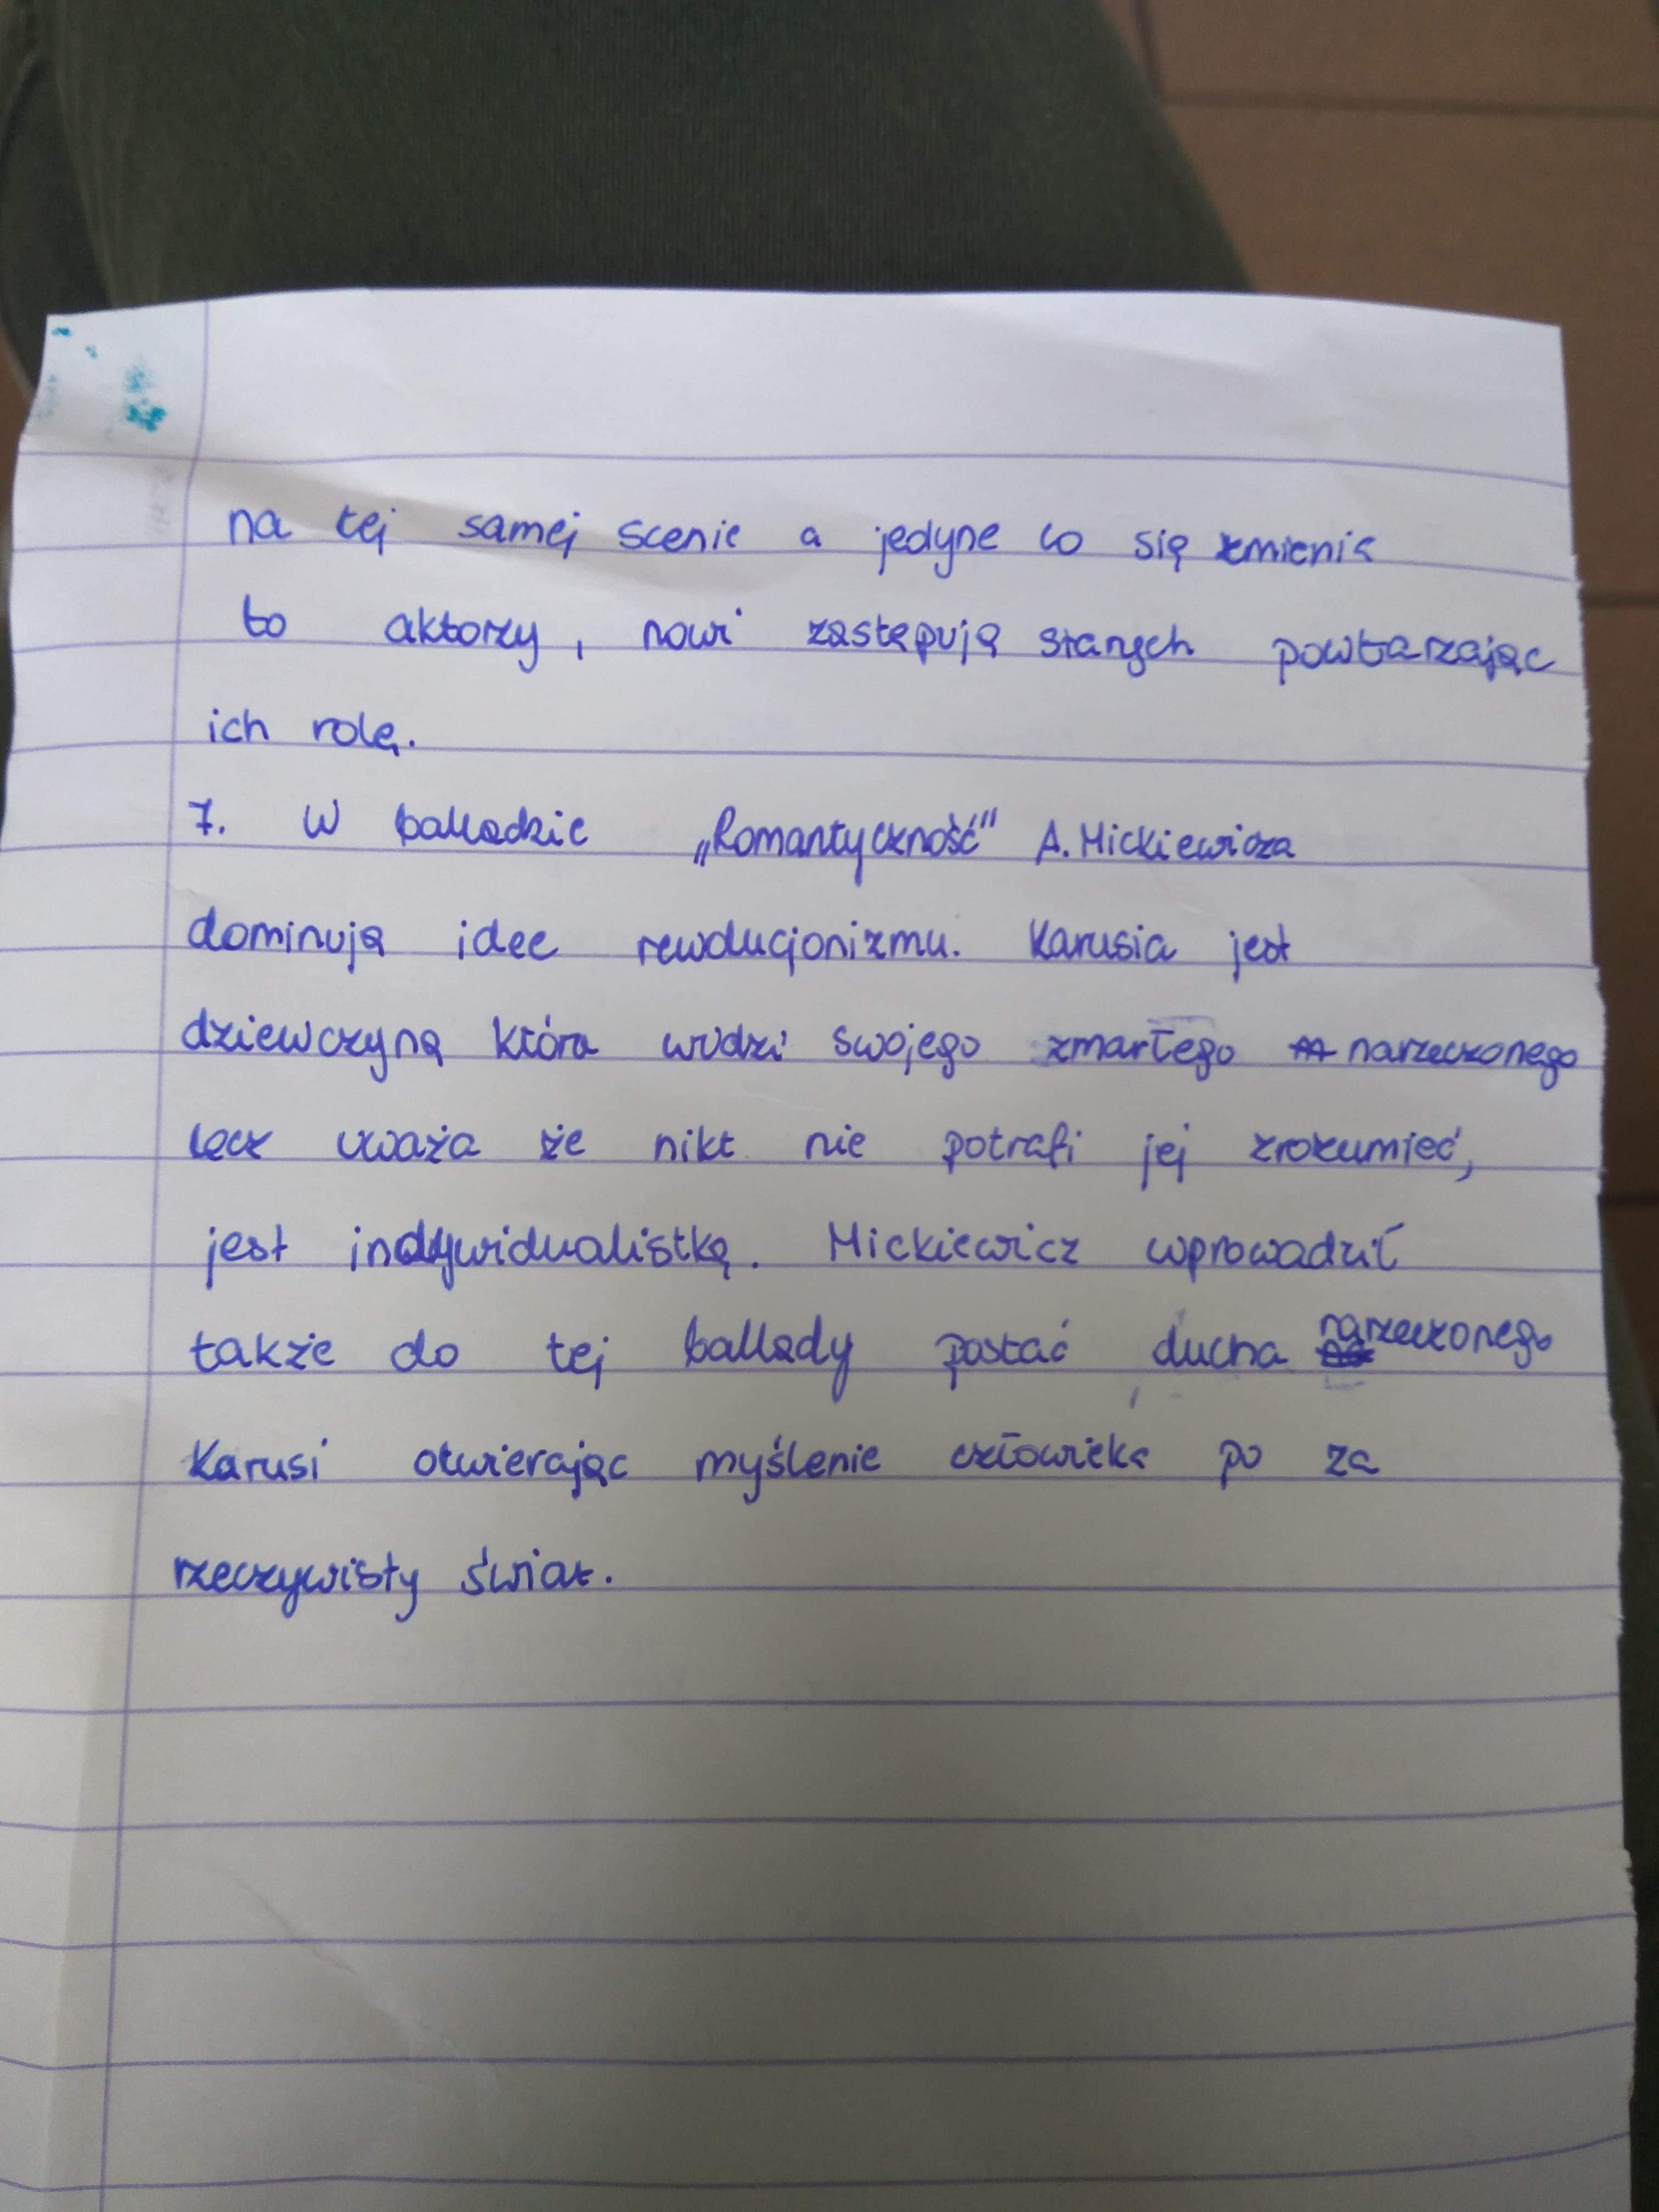 na tej samej scenie a jedyne co się zmienia
to aktorzy, nowi zastępują starych powtarzając
ich rolę.
7. W balladzie „Romantyczność" A. Mickiewicza
dominują idee rewolucjonizmu. Karusia jest
dziewczyną która widzi swojego zmarłego narzeczonego
lecz uważa że nikt nie potrafi jej zrozumieć,
jest indywidualistką. Mickiewicz wprowadził
także do tej ballady postać ducha narzeczonego
Karusi otwierając myślenie człowieka po za
rzeczywisty świat.